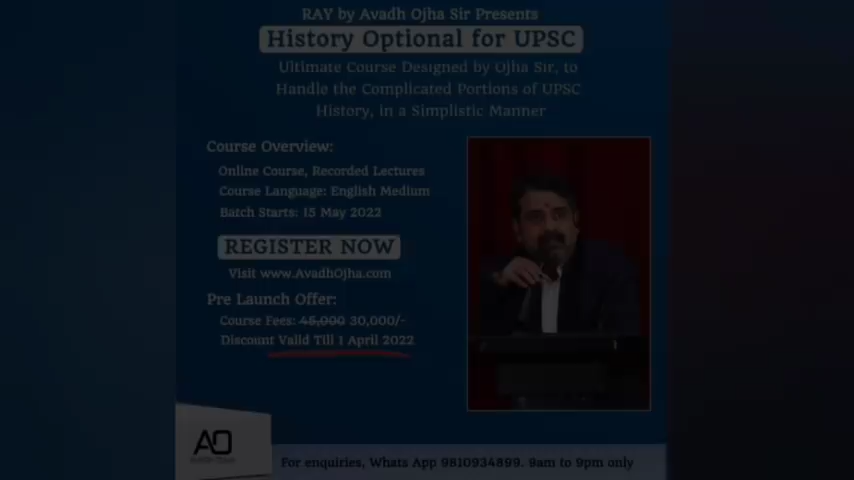 RAY by Avadh Ojha Sir Presents
History Optional for UPSC
Ultimate Course Designed by Ojha Sir, to
Handle the Complicated Portions of UPSC
History, in a Simplistic Manner
Course Overview:
Online Course, Recorded Lectures
Course Language: English Medium
Batch Starts: 15 May 2022
REGISTER NOW
Visit www.AvadhOjha.com
Pre Launch Offer:
Course Fees: 45,000 30,000/-
Discount Valid Till 1 April 2022
AO
For enquiries, Whats App 9810934899. 9am to 9pm only